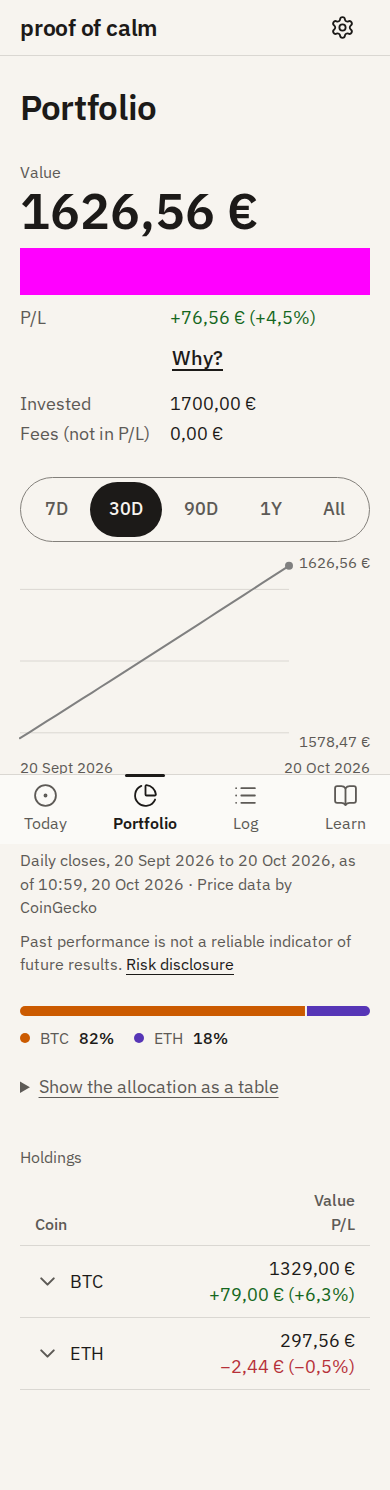 proof of calm
Portfolio
Value
1626,56 €
P/L +76,56 € (+4,5%)
Why?
Invested 1700,00 €
Fees (not in P/L) 0,00 €
7D 30D 90D 1Y All
1626,56 €
1578,47 €
20 Sept 2026 20 Oct 2026
Today Portfolio Log Learn
Daily closes, 20 Sept 2026 to 20 Oct 2026, as
of 10:59, 20 Oct 2026 · Price data by
CoinGecko
Past performance is not a reliable indicator of
future results. Risk disclosure
BTC 82% ETH 18%
Show the allocation as a table
Holdings
Value
Coin P/L
BTC 1329,00 €
+79,00 € (+6,3%)
ETH 297,56 €
−2,44 € (−0,5%)